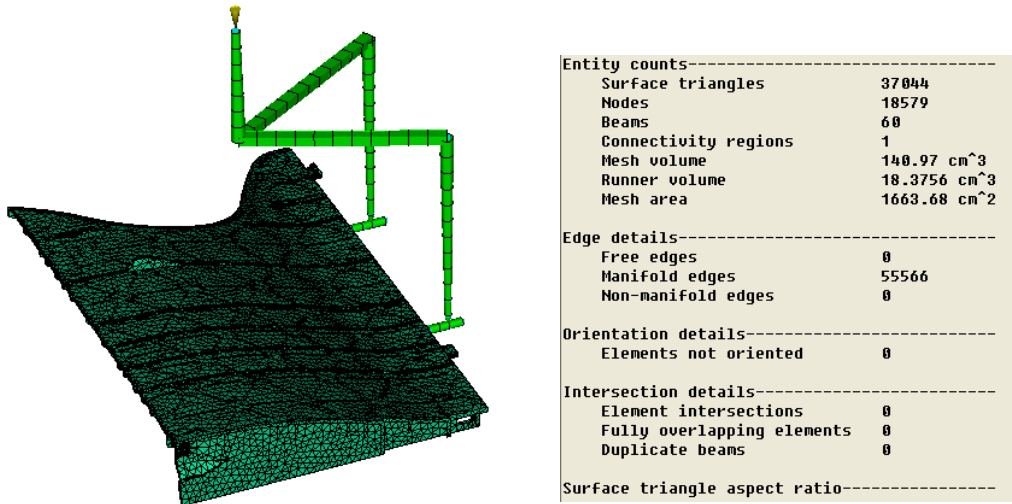 Entity counts--------------------------------
Surface triangles 37044
Nodes 18579
Beams 60
Connectivity regions 1
Mesh volume 140.97 cm^3
Runner volume 18.3756 cm^3
Mesh area 1663.68 cm^2
Edge details---------------------------------
Free edges 0
Manifold edges 55566
Non-manifold edges 0
Orientation details--------------------------
Elements not oriented 0
Intersection details-------------------------
Element intersections 0
Fully overlapping elements 0
Duplicate beams 0
Surface triangle aspect ratio----------------